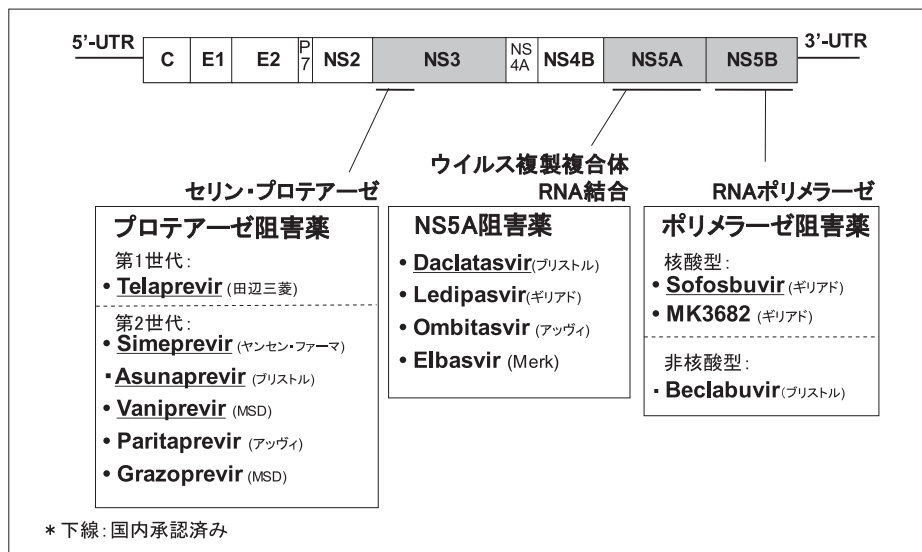 5’-UTR
C E1 E2 P7 NS2 NS3 NS4A NS4B NS5A NS5B
3’-UTR
セリン・プロテアーゼ
プロテアーゼ阻害薬
第1世代:
• Telaprevir (田辺三菱)
第2世代:
• Simeprevir (ヤンセン・ファーマ)
・Asunaprevir (ブリストル)
• Vaniprevir (MSD)
• Paritaprevir (アッヴィ)
• Grazoprevir (MSD)
ウイルス複製複合体
RNA結合
NS5A阻害薬
• Daclatasvir(ブリストル)
• Ledipasvir(ギリアド)
• Ombitasvir (アッヴィ)
• Elbasvir (Merk)
RNAポリメラーゼ
ポリメラーゼ阻害薬
核酸型:
• Sofosbuvir (ギリアド)
• MK3682 (ギリアド)
非核酸型:
・Beclabuvir(ブリストル)
* 下線:国内承認済み